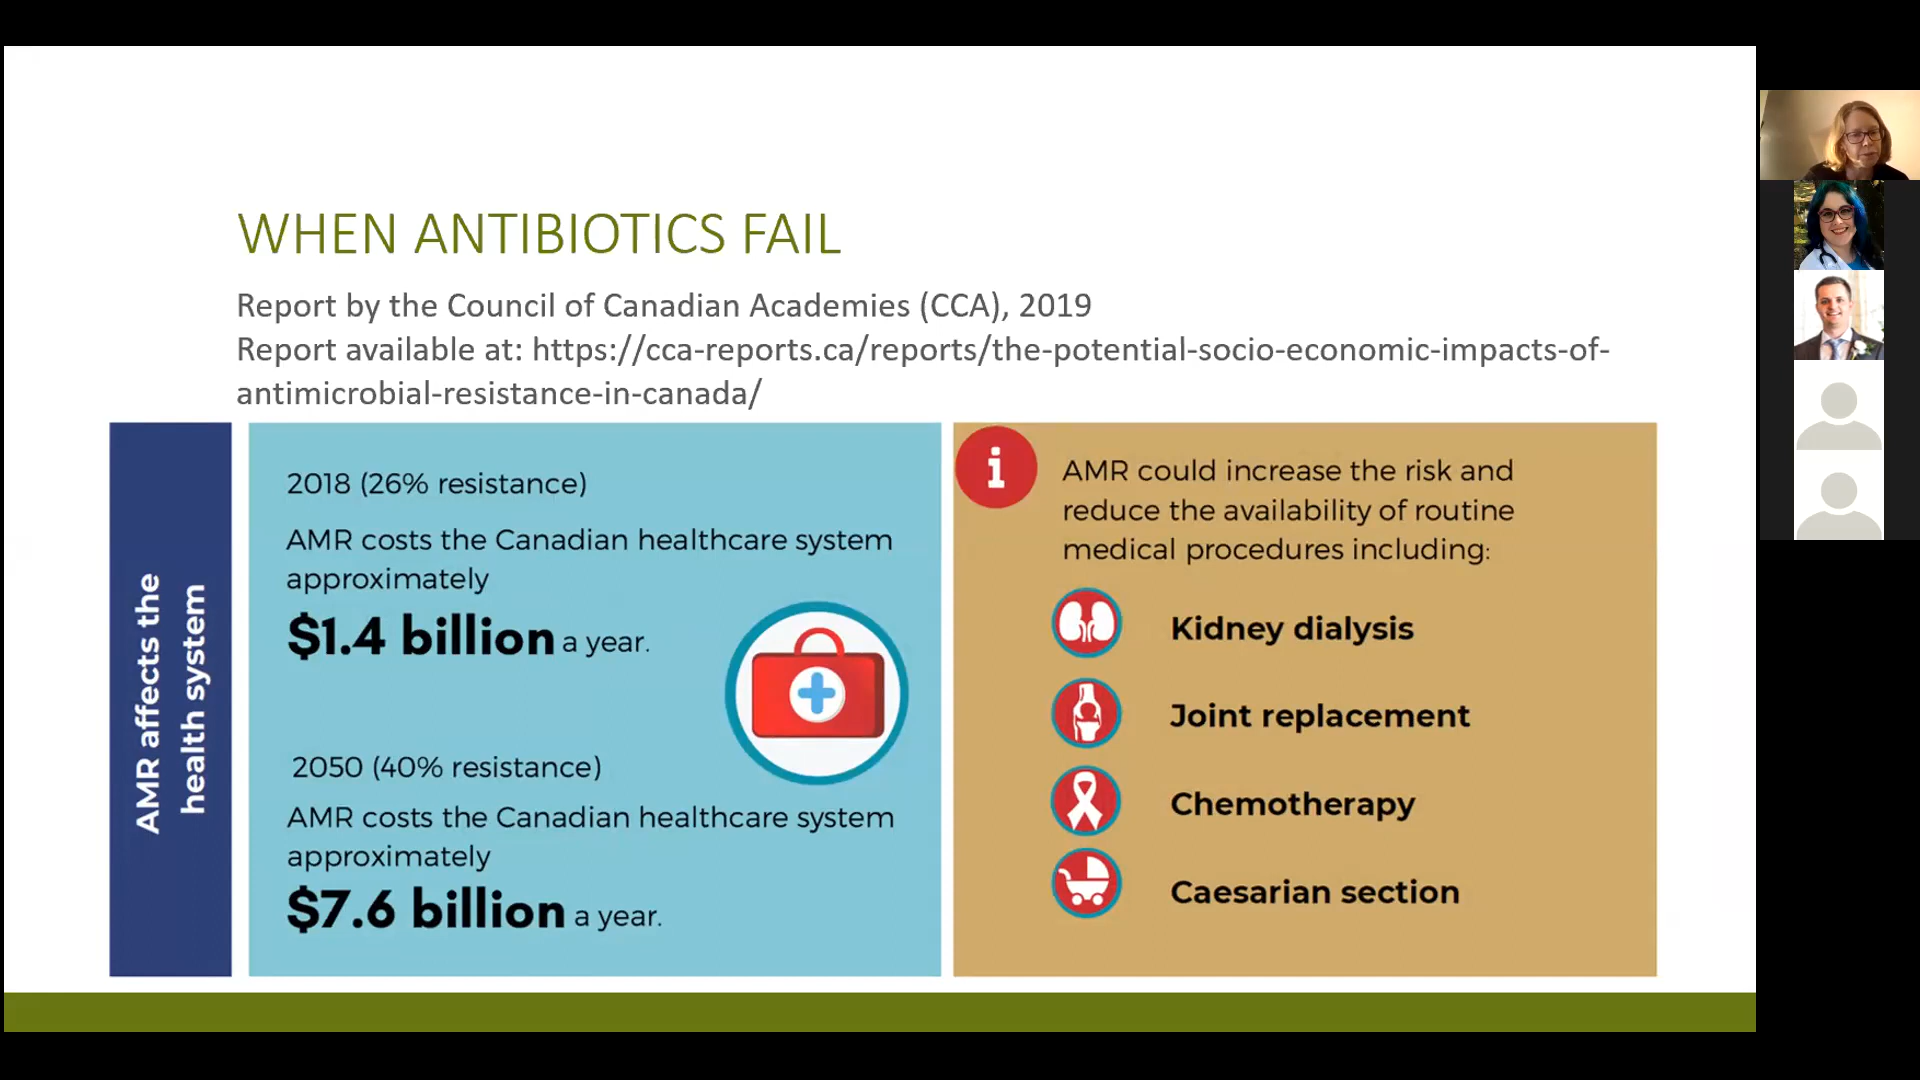 WHEN ANTIBIOTICS FAIL
Report by the Council of Canadian Academies (CCA), 2019
Report available at: https://cca-reports.ca/reports/the-potential-socio-economic-impacts-of-
antimicrobial-resistance-in-canada/
AMR affects the
health system
2018 (26% resistance)
AMR costs the Canadian healthcare system
approximately
$1.4 billion a year.
2050 (40% resistance)
AMR costs the Canadian healthcare system
approximately
$7.6 billion a year.
i
AMR could increase the risk and
reduce the availability of routine
medical procedures including:
Kidney dialysis
Joint replacement
Chemotherapy
Caesarian section